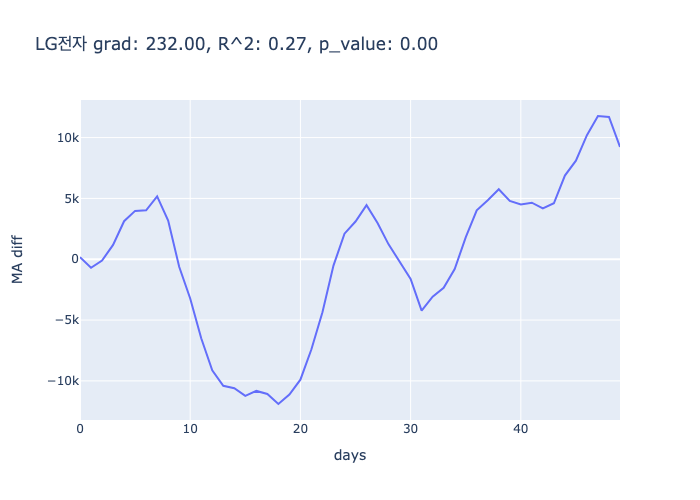 LG전자 grad: 232.00, R^2: 0.27, p_value: 0.00
MA diff
10k
5k
0
−5k
−10k
0 10 20 30 40
days